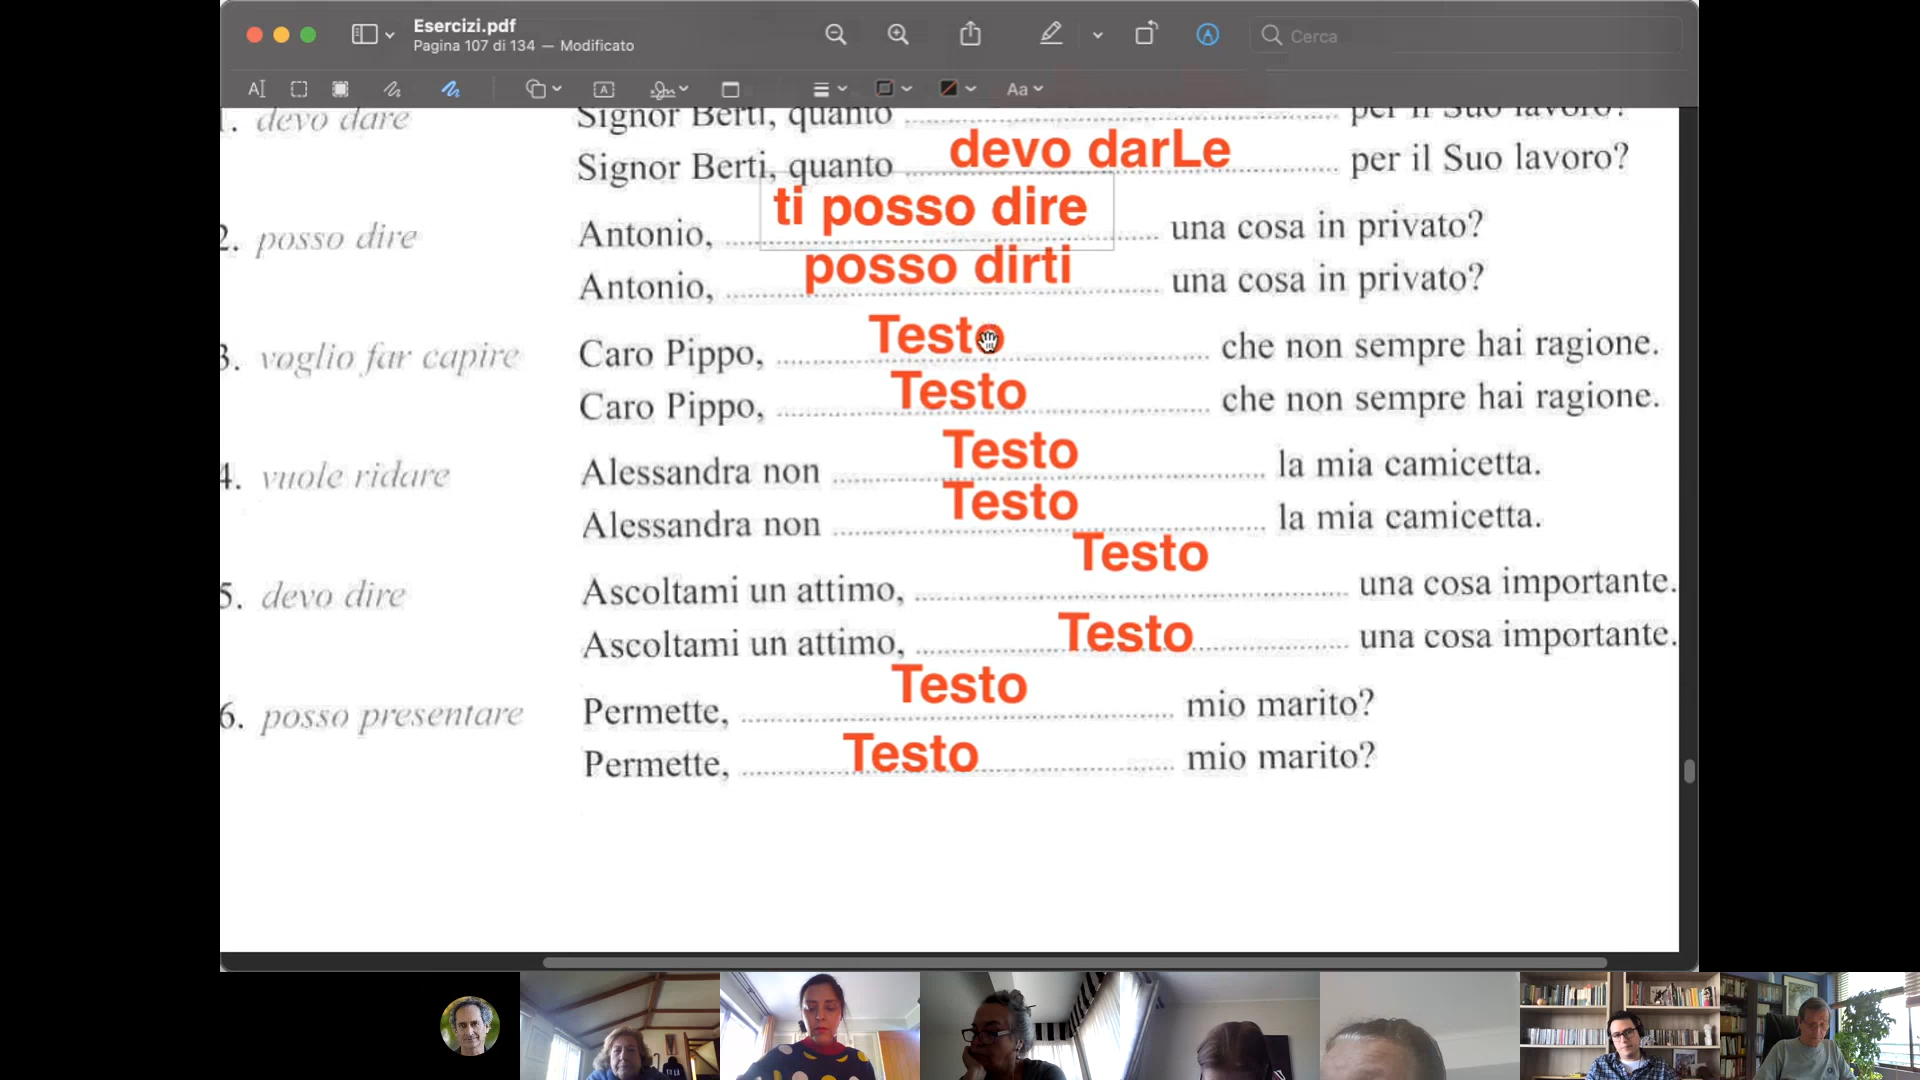 Esercizi.pdf
Pagina 107 di 134 — Modificato
Cerca
Aa
1. devo dare Signor Berti, quanto ........ per il Suo lavoro?
devo darLe
Signor Berti, quanto ........ per il Suo lavoro?
ti posso dire
2. posso dire Antonio, ........ una cosa in privato?
posso dirti
Antonio, ........ una cosa in privato?
Testo
3. voglio far capire Caro Pippo, ........ che non sempre hai ragione.
Testo
Caro Pippo, ........ che non sempre hai ragione.
Testo
4. vuole ridare Alessandra non ........ la mia camicetta.
Testo
Alessandra non ........ la mia camicetta.
Testo
5. devo dire Ascoltami un attimo, ........ una cosa importante.
Testo
Ascoltami un attimo, ........ una cosa importante.
Testo
6. posso presentare Permette, ........ mio marito?
Testo
Permette, ........ mio marito?